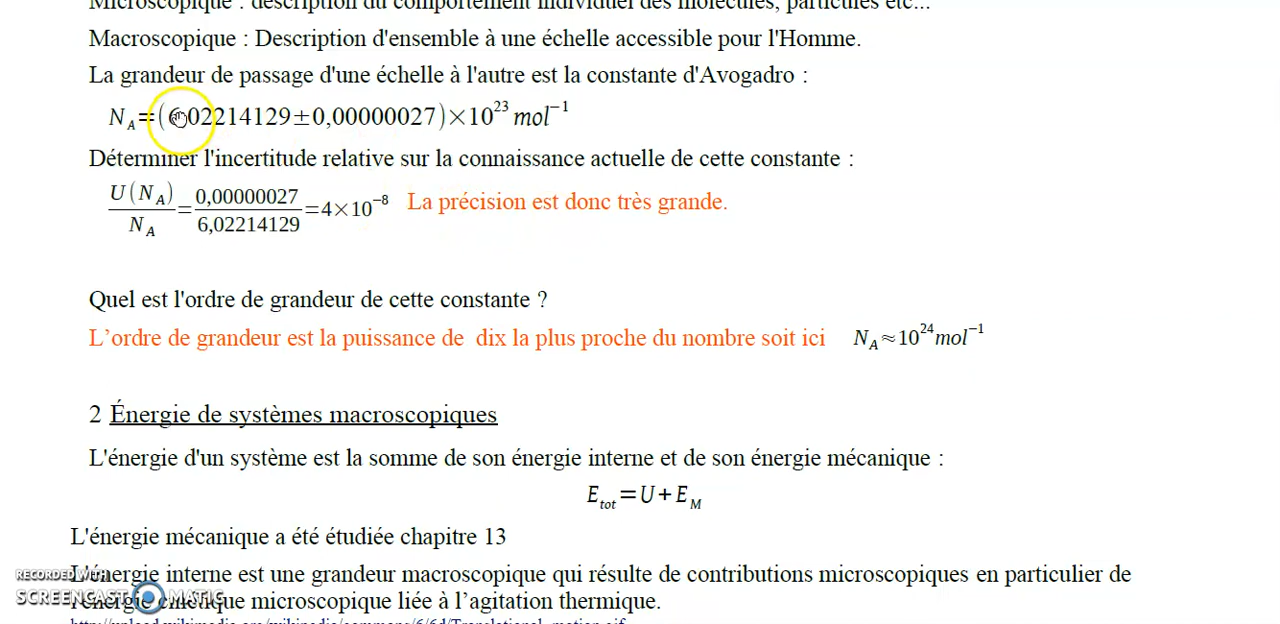 Microscopique : description du comportement individuel des molécules, particules etc...
Macroscopique : Description d'ensemble à une échelle accessible pour l'Homme.
La grandeur de passage d'une échelle à l'autre est la constante d'Avogadro :
N_A=(6,02214129±0,00000027)×10^23 mol^−1
Déterminer l'incertitude relative sur la connaissance actuelle de cette constante :
U(N_A)/N_A=0,00000027/6,02214129=4×10^−8 La précision est donc très grande.
Quel est l'ordre de grandeur de cette constante ?
L’ordre de grandeur est la puissance de dix la plus proche du nombre soit ici N_A≈10^24 mol^−1
2 Énergie de systèmes macroscopiques
L'énergie d'un système est la somme de son énergie interne et de son énergie mécanique :
E_tot=U+E_M
L'énergie mécanique a été étudiée chapitre 13
L'énergie interne est une grandeur macroscopique qui résulte de contributions microscopiques en particulier de
l'énergie cinétique microscopique liée à l’agitation thermique.
RECORDED WITH
SCREENCAST MATIC